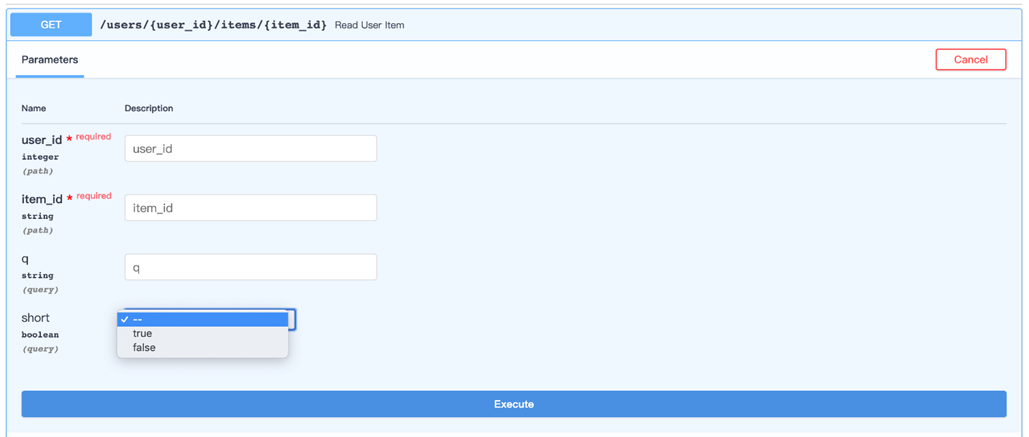 GET /users/{user_id}/items/{item_id} Read User Item
Parameters Cancel
Name Description
user_id * required user_id
integer
(path)
item_id * required item_id
string
(path)
q q
string
(query)
short ✓ --
boolean true
(query) false
Execute